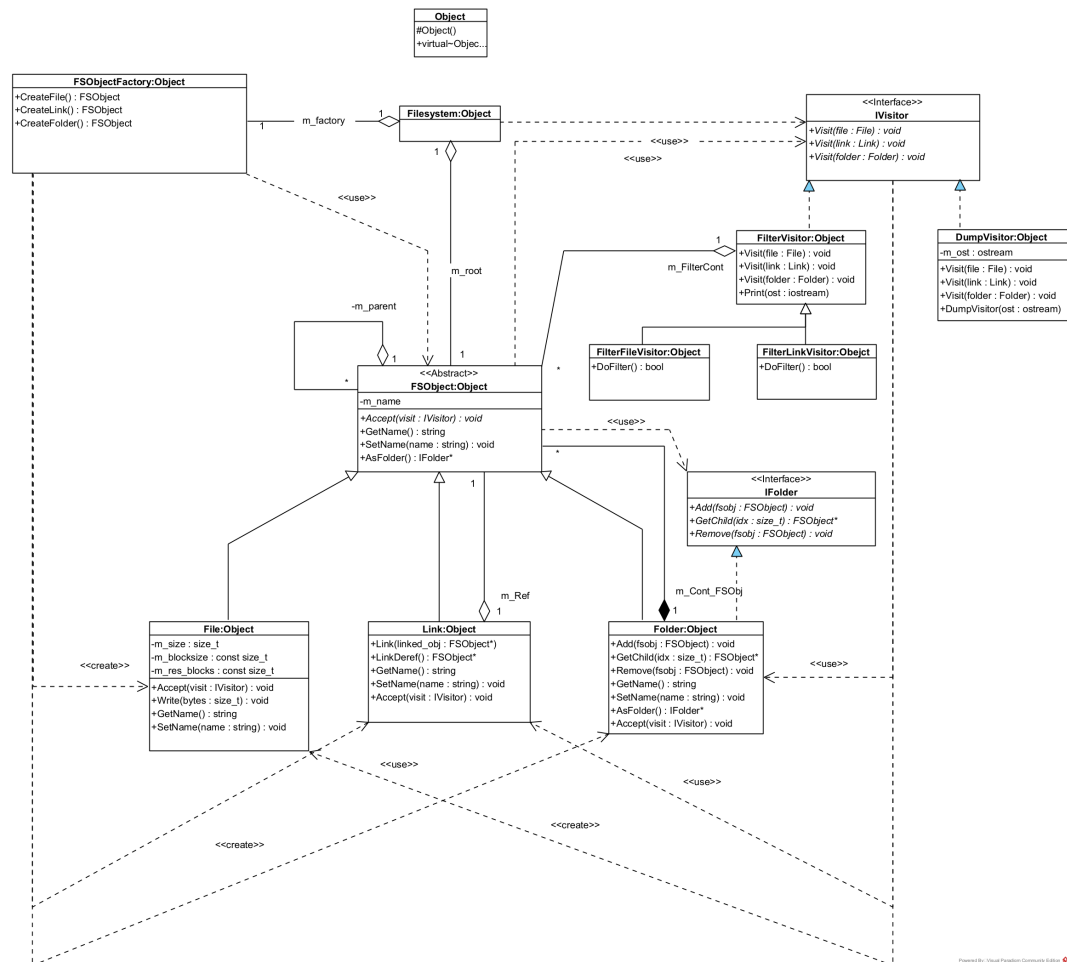 Object
#Object()
+virtual~Objec...
FSObjectFactory:Object
+CreateFile() : FSObject
+CreateLink() : FSObject
+CreateFolder() : FSObject
1
m_factory
1
Filesystem:Object
1
<<Interface>>
IVisitor
+Visit(file : File) : void
+Visit(link : Link) : void
+Visit(folder : Folder) : void
<<use>>
<<use>>
<<use>>
m_root
1
FilterVisitor:Object
+Visit(file : File) : void
+Visit(link : Link) : void
+Visit(folder : Folder) : void
+Print(ost : iostream)
1
m_FilterCont
*
DumpVisitor:Object
-m_ost : ostream
+Visit(file : File) : void
+Visit(link : Link) : void
+Visit(folder : Folder) : void
+DumpVisitor(ost : ostream)
FilterFileVisitor:Object
+DoFilter() : bool
FilterLinkVisitor:Obejct
+DoFilter() : bool
-m_parent
1
*
<<Abstract>>
FSObject:Object
-m_name
+Accept(visit : IVisitor) : void
+GetName() : string
+SetName(name : string) : void
+AsFolder() : IFolder*
<<use>>
*
1
<<Interface>>
IFolder
+Add(fsobj : FSObject) : void
+GetChild(idx : size_t) : FSObject*
+Remove(fsobj : FSObject) : void
m_Ref
1
m_Cont_FSObj
1
File:Object
-m_size : size_t
-m_blocksize : const size_t
-m_res_blocks : const size_t
+Accept(visit : IVisitor) : void
+Write(bytes : size_t) : void
+GetName() : string
+SetName(name : string) : void
Link:Object
+Link(linked_obj : FSObject*)
+LinkDeref() : FSObject*
+GetName() : string
+SetName(name : string) : void
+Accept(visit : IVisitor) : void
Folder:Object
+Add(fsobj : FSObject) : void
+GetChild(idx : size_t) : FSObject*
+Remove(fsobj : FSObject) : void
+GetName() : string
+SetName(name : string) : void
+AsFolder() : IFolder*
+Accept(visit : IVisitor) : void
<<create>>
<<use>>
<<use>>
<<use>>
<<create>>
<<create>>
Powered By: Visual Paradigm Community Edition